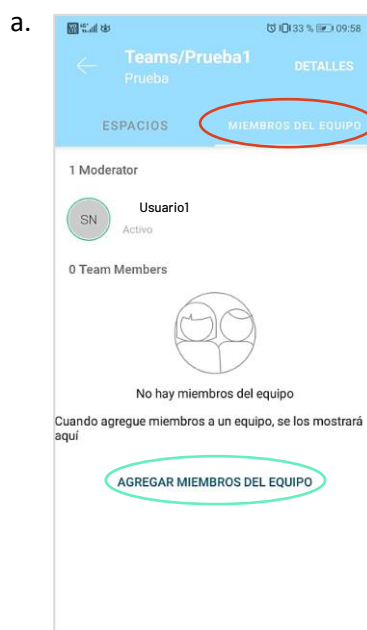 a.
33 % 09:58
Teams/Prueba1
DETALLES
Prueba
ESPACIOS
MIEMBROS DEL EQUIPO
1 Moderator
SN
Usuario1
Activo
0 Team Members
No hay miembros del equipo
Cuando agregue miembros a un equipo, se los mostrará
aquí
AGREGAR MIEMBROS DEL EQUIPO